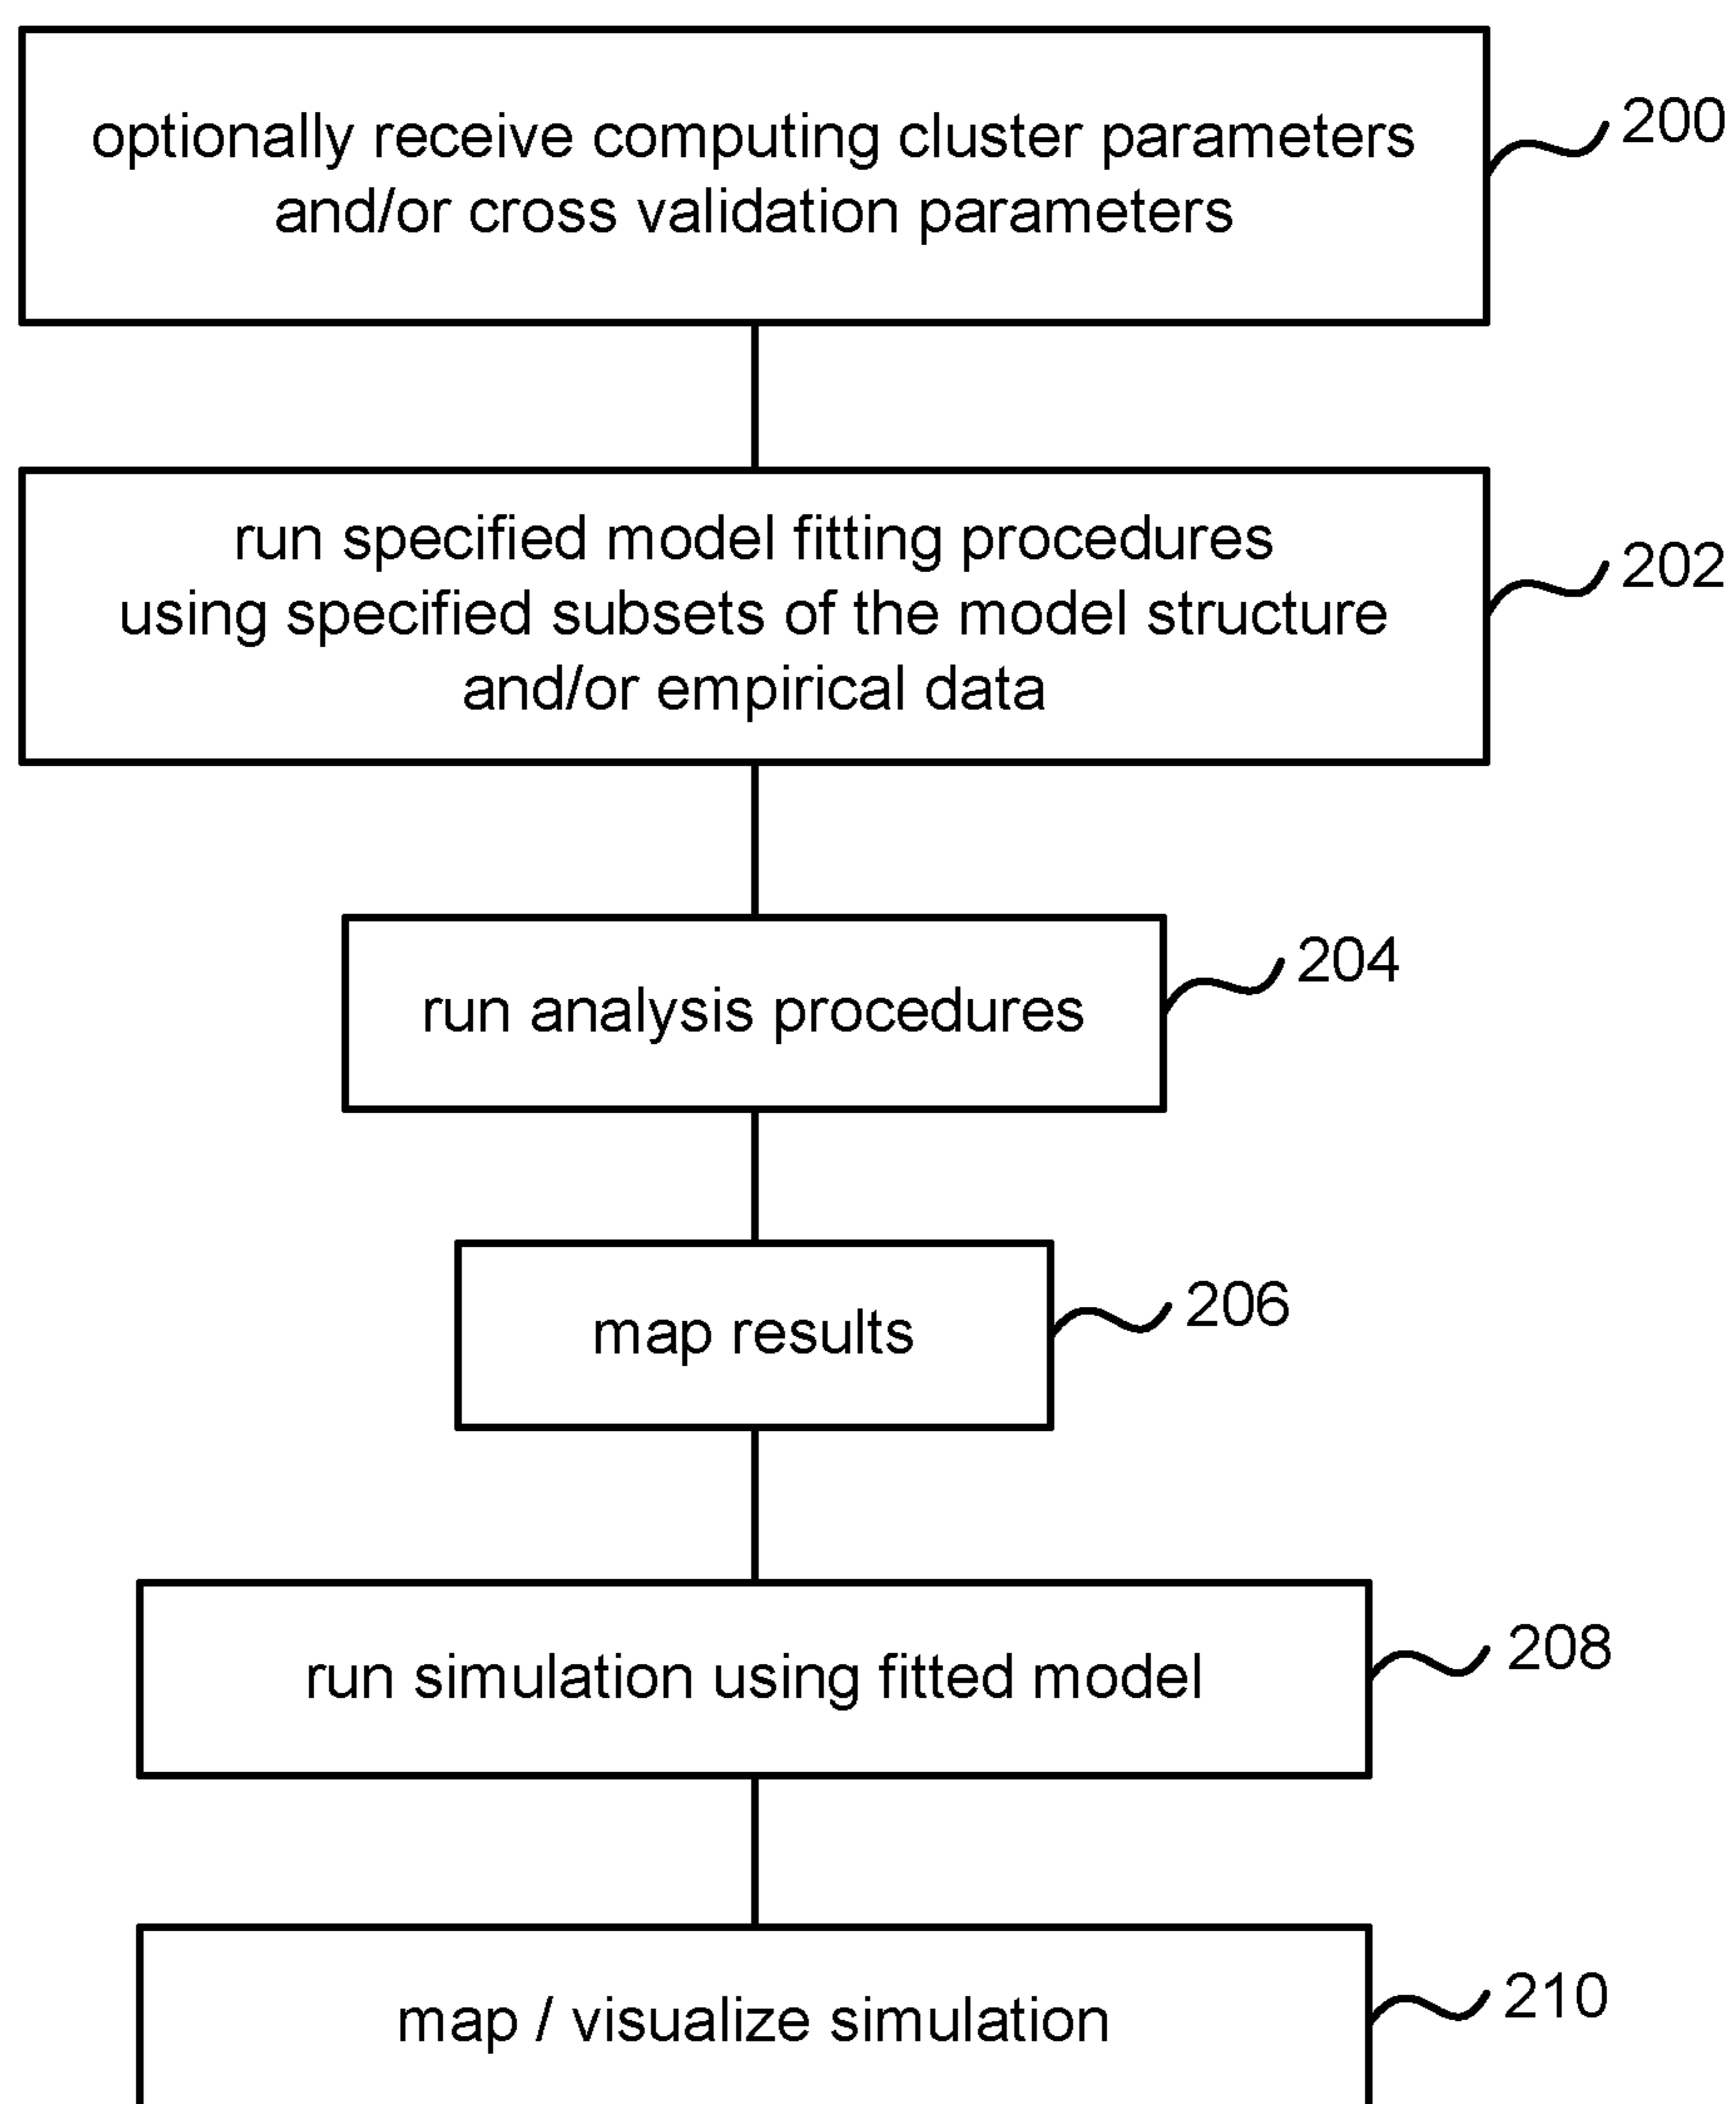 optionally receive computing cluster parameters
and/or cross validation parameters
200
run specified model fitting procedures
using specified subsets of the model structure
and/or empirical data
202
run analysis procedures
204
map results
206
run simulation using fitted model
208
map / visualize simulation
210